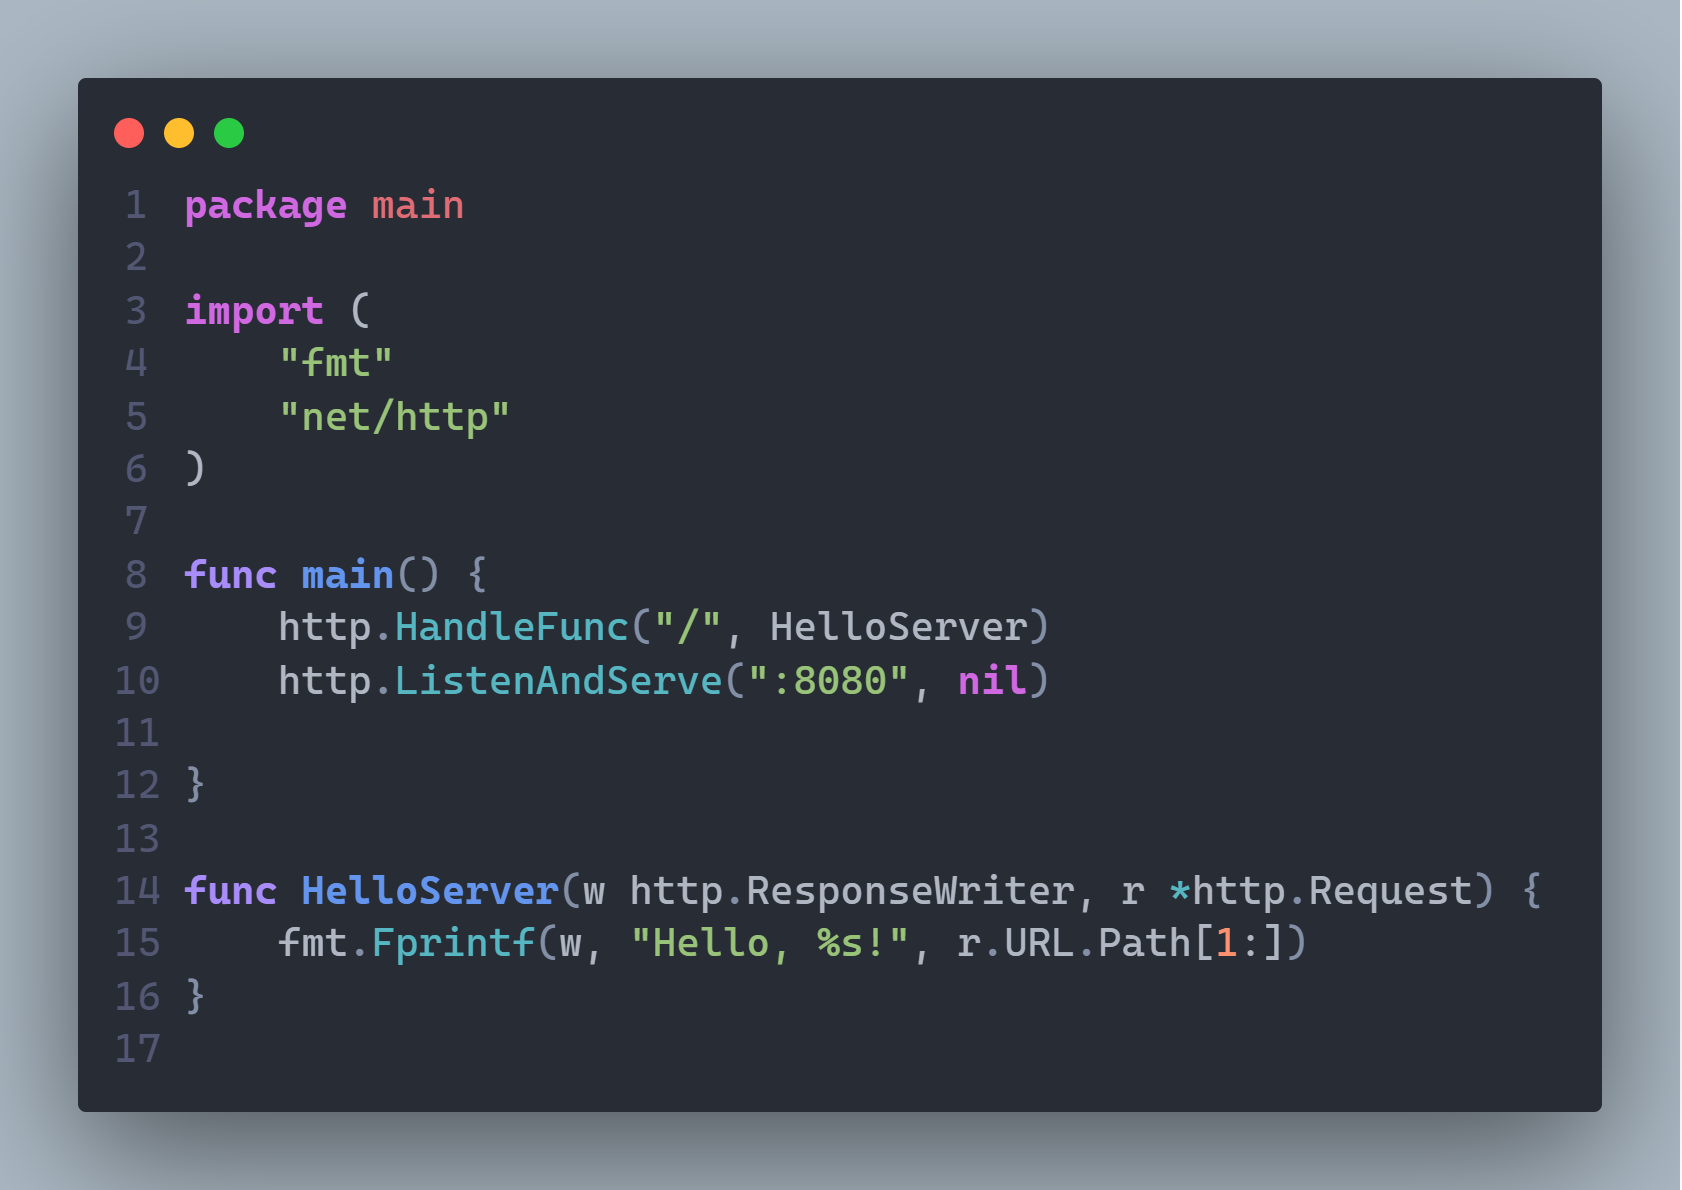 1 package main
2
3 import (
4     "fmt"
5     "net/http"
6 )
7
8 func main() {
9     http.HandleFunc("/", HelloServer)
10     http.ListenAndServe(":8080", nil)
11
12 }
13
14 func HelloServer(w http.ResponseWriter, r *http.Request) {
15     fmt.Fprintf(w, "Hello, %s!", r.URL.Path[1:])
16 }
17